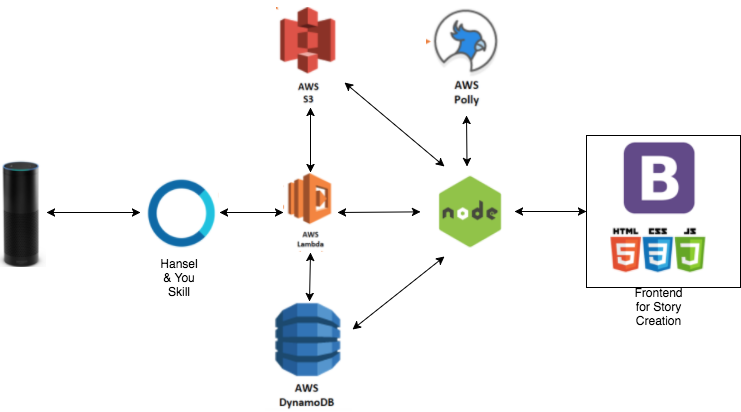 AWS
S3
AWS
Polly
B
HTML
CSS
JS
5
3
node
AWS
Lambda
Hansel
& You
Skill
Frontend
for Story
Creation
AWS
DynamoDB